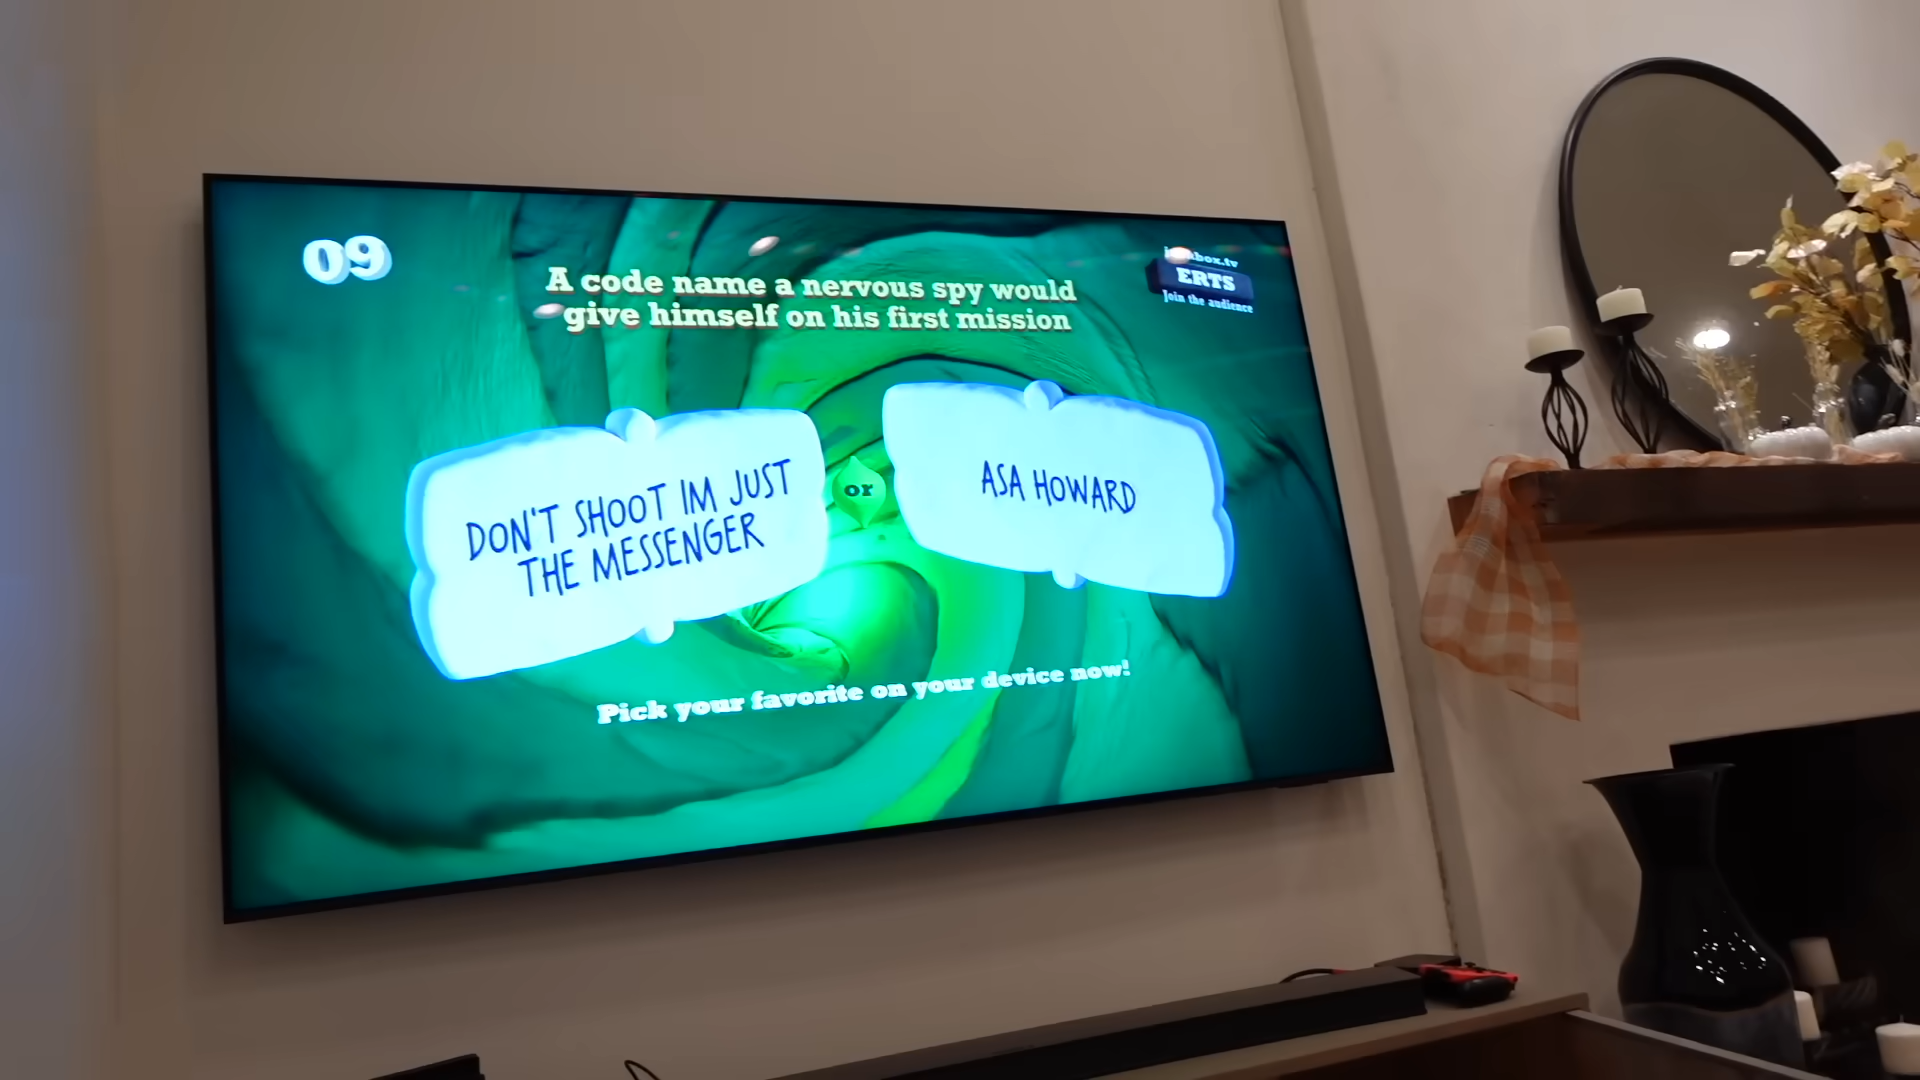 09
A code name a nervous spy would
give himself on his first mission
ERTS
Join the audience
DON'T SHOOT IM JUST
THE MESSENGER
or
ASA HOWARD
Pick your favorite on your device now!